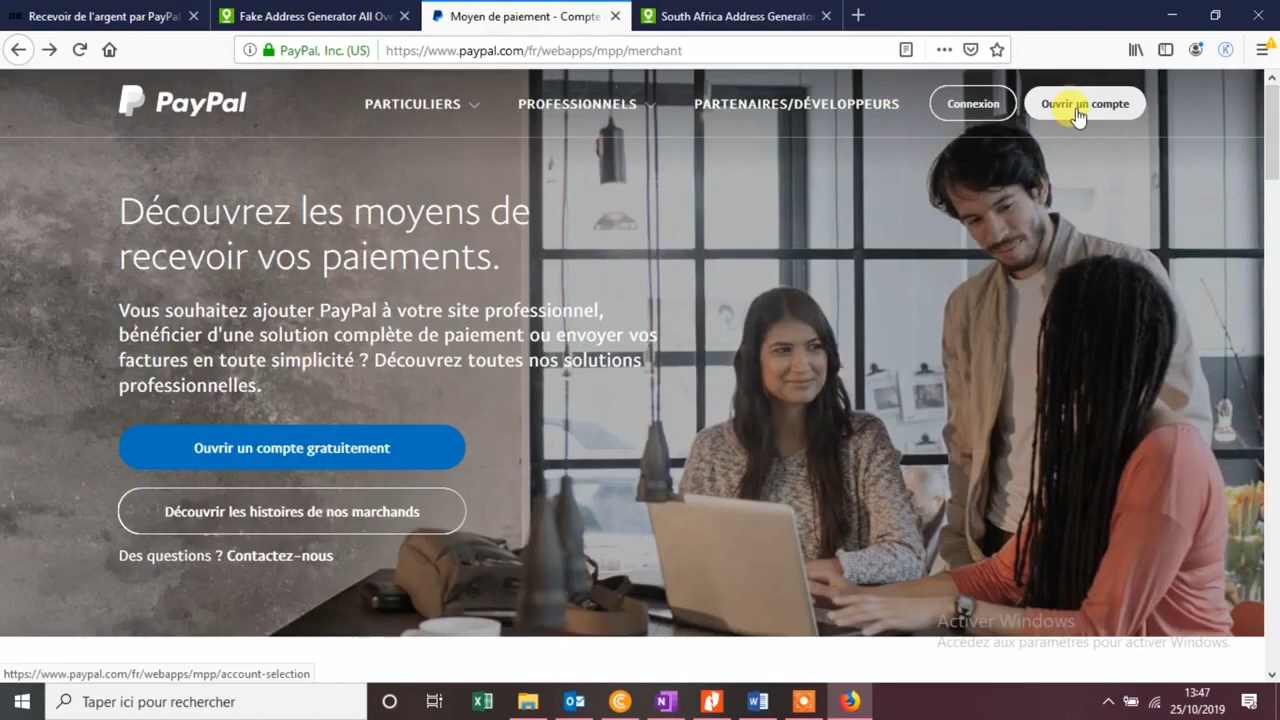 Recevoir de l'argent par PayPal
Fake Address Generator All Ove
Moyen de paiement - Compte
South Africa Address Generator
PayPal, Inc. (US)
https://www.paypal.com/fr/webapps/mpp/merchant
PayPal
PARTICULIERS
PROFESSIONNELS
PARTENAIRES/DÉVELOPPEURS
Connexion
Ouvrir un compte
Découvrez les moyens de
recevoir vos paiements.
Vous souhaitez ajouter PayPal à votre site professionnel,
bénéficier d'une solution complète de paiement ou envoyer vos
factures en toute simplicité ? Découvrez toutes nos solutions
professionnelles.
Ouvrir un compte gratuitement
Découvrir les histoires de nos marchands
Des questions ? Contactez-nous
Activer Windows
Accédez aux paramètres pour activer Windows.
https://www.paypal.com/fr/webapps/mpp/account-selection
Taper ici pour rechercher
13:47
25/10/2019